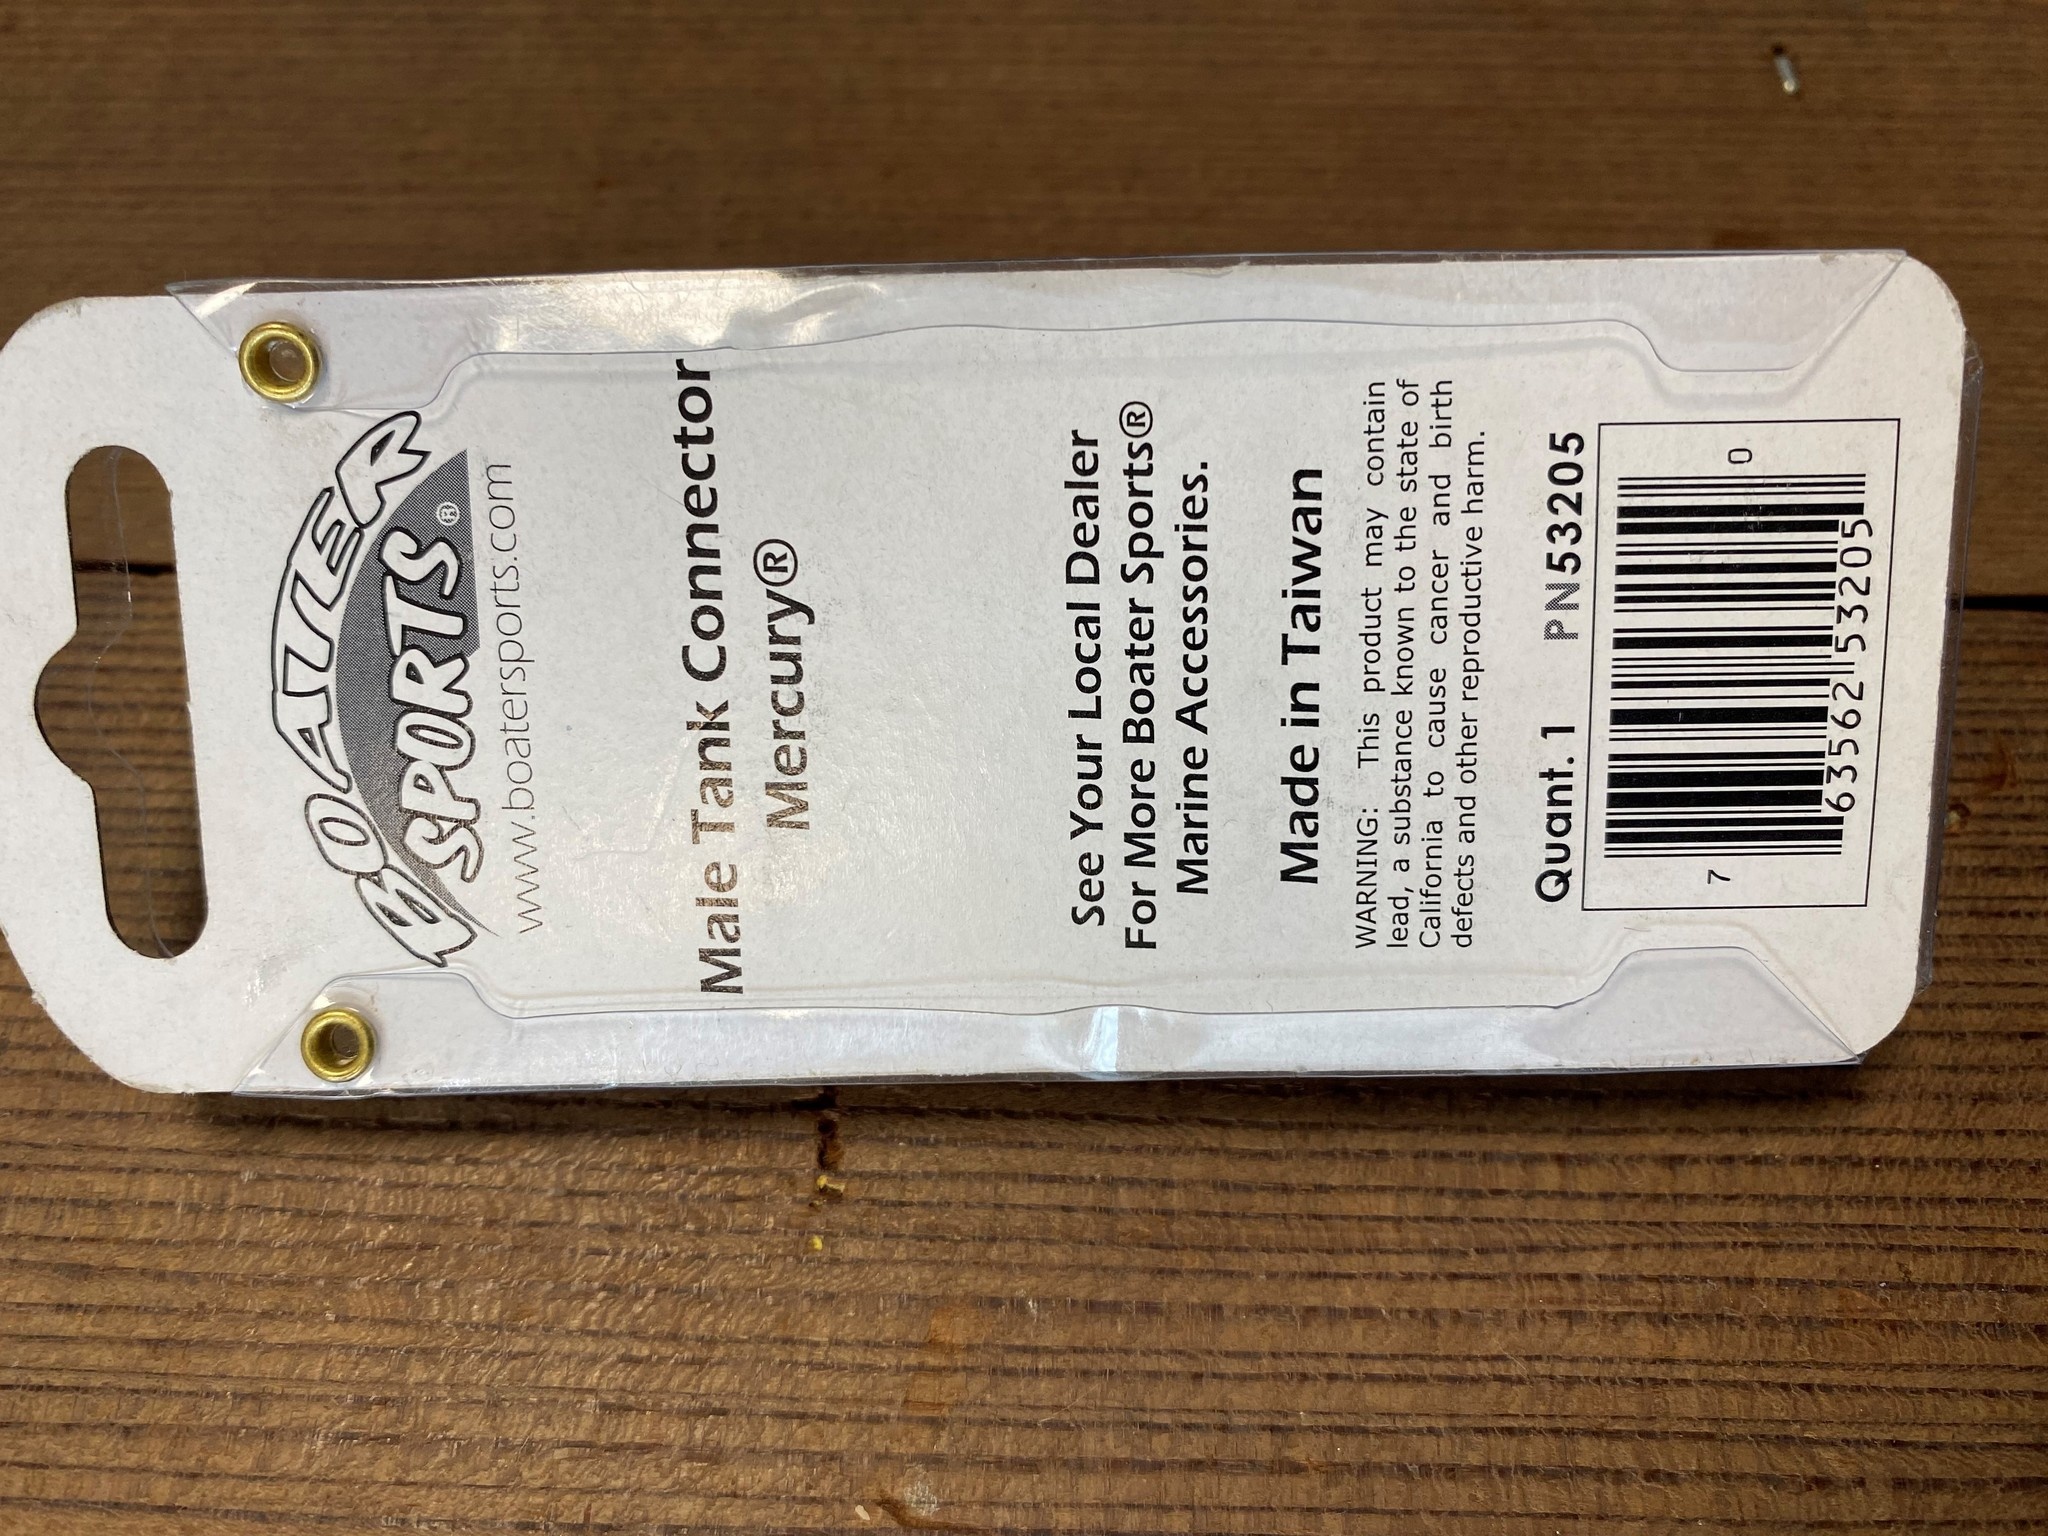 BOATER
SPORTS®
www.boatersports.com
Male Tank Connector
Mercury®
See Your Local Dealer
For More Boater Sports®
Marine Accessories.
Made in Taiwan
WARNING: This product may contain
lead, a substance known to the state of
California to cause cancer and birth
defects and other reproductive harm.
Quant. 1 PN53205
7 63562 53205 0